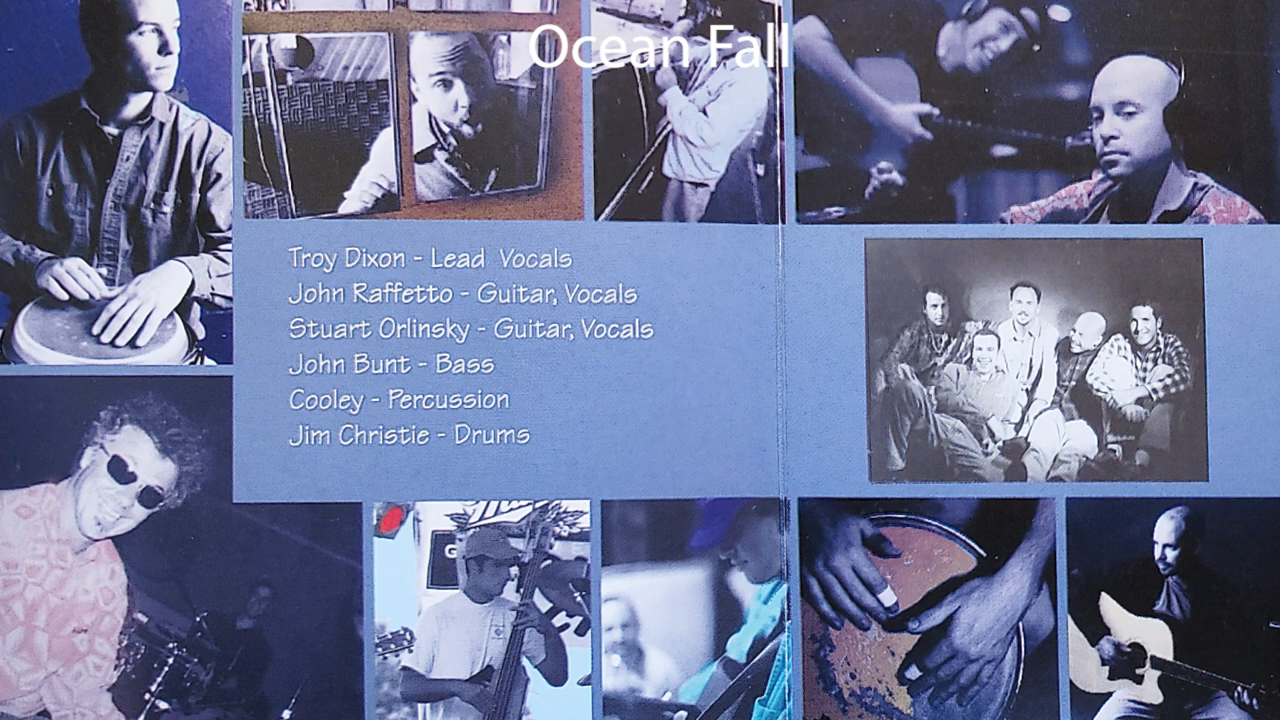 Ocean Fall
Troy Dixon - Lead Vocals
John Raffetto - Guitar, Vocals
Stuart Orlinsky - Guitar, Vocals
John Bunt - Bass
Cooley - Percussion
Jim Christie - Drums